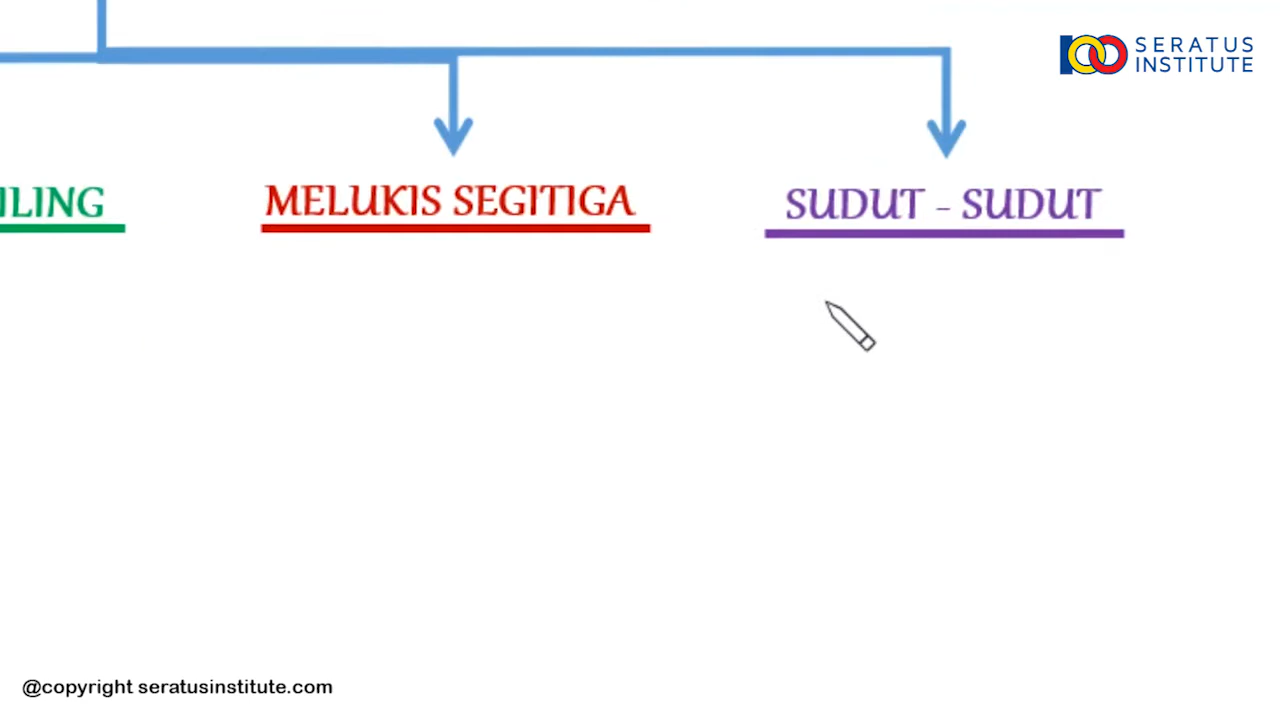 SERATUS
INSTITUTE
ILING
MELUKIS SEGITIGA
SUDUT - SUDUT
@copyright seratusinstitute.com